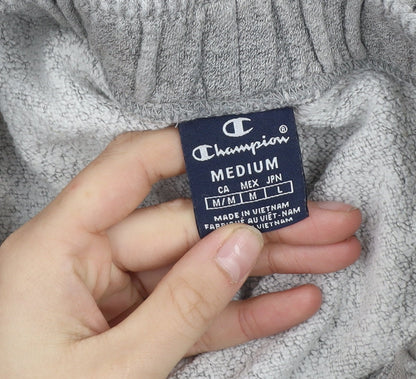 Champion®
MEDIUM
CA MEX JPN
M/M M L
MADE IN VIETNAM
FABRIQUÉ AU VIÊT-NAM